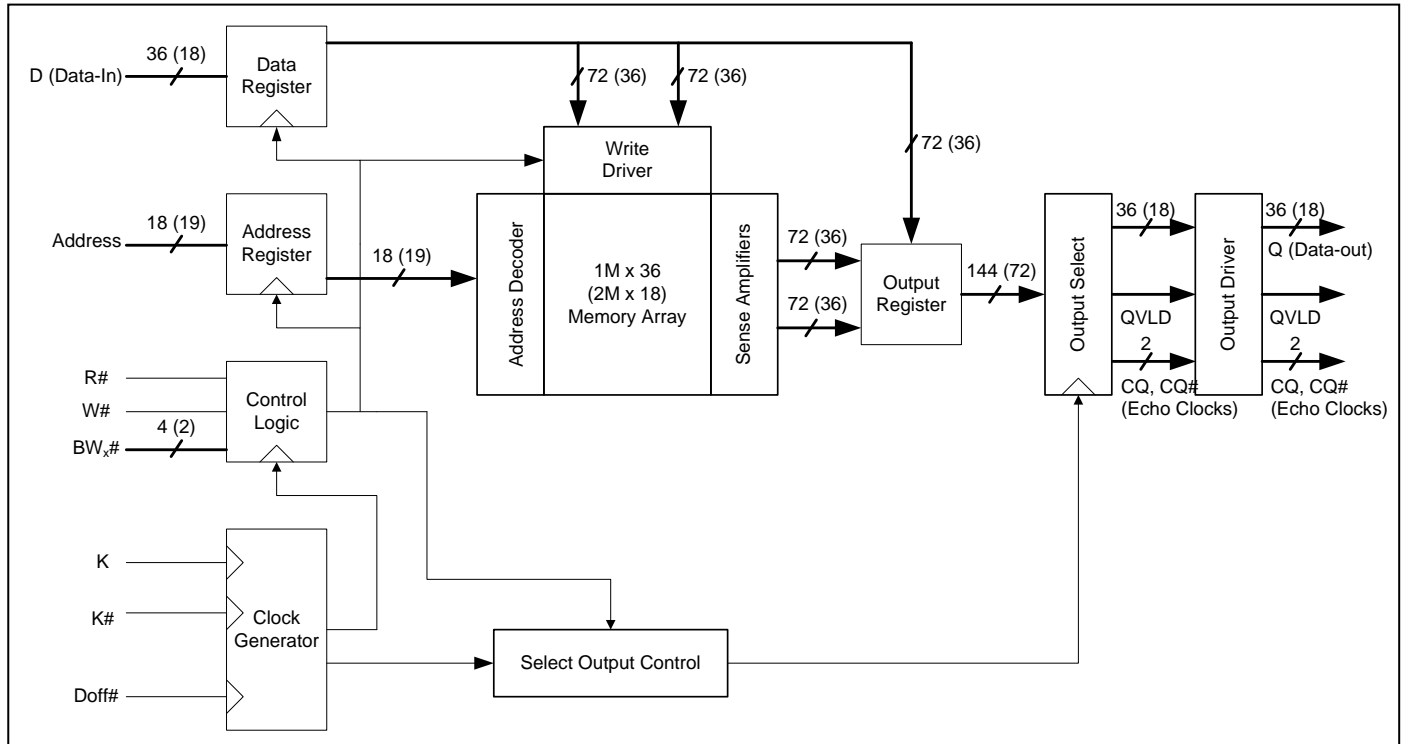 36 (18)
D (Data-In)
Data
Register
72 (36)
72 (36)
72 (36)
Write
Driver
18 (19)
Address
Address
Register
18 (19)
Address Decoder
1M x 36
(2M x 18)
Memory Array
Sense Amplifiers
72 (36)
72 (36)
Output
Register
144 (72)
Output Select
36 (18)
QVLD
2
CQ, CQ#
(Echo Clocks)
Output Driver
36 (18)
Q (Data-out)
QVLD
2
CQ, CQ#
(Echo Clocks)
R#
W#
4 (2)
BWx#
Control
Logic
K
K#
Doff#
Clock
Generator
Select Output Control